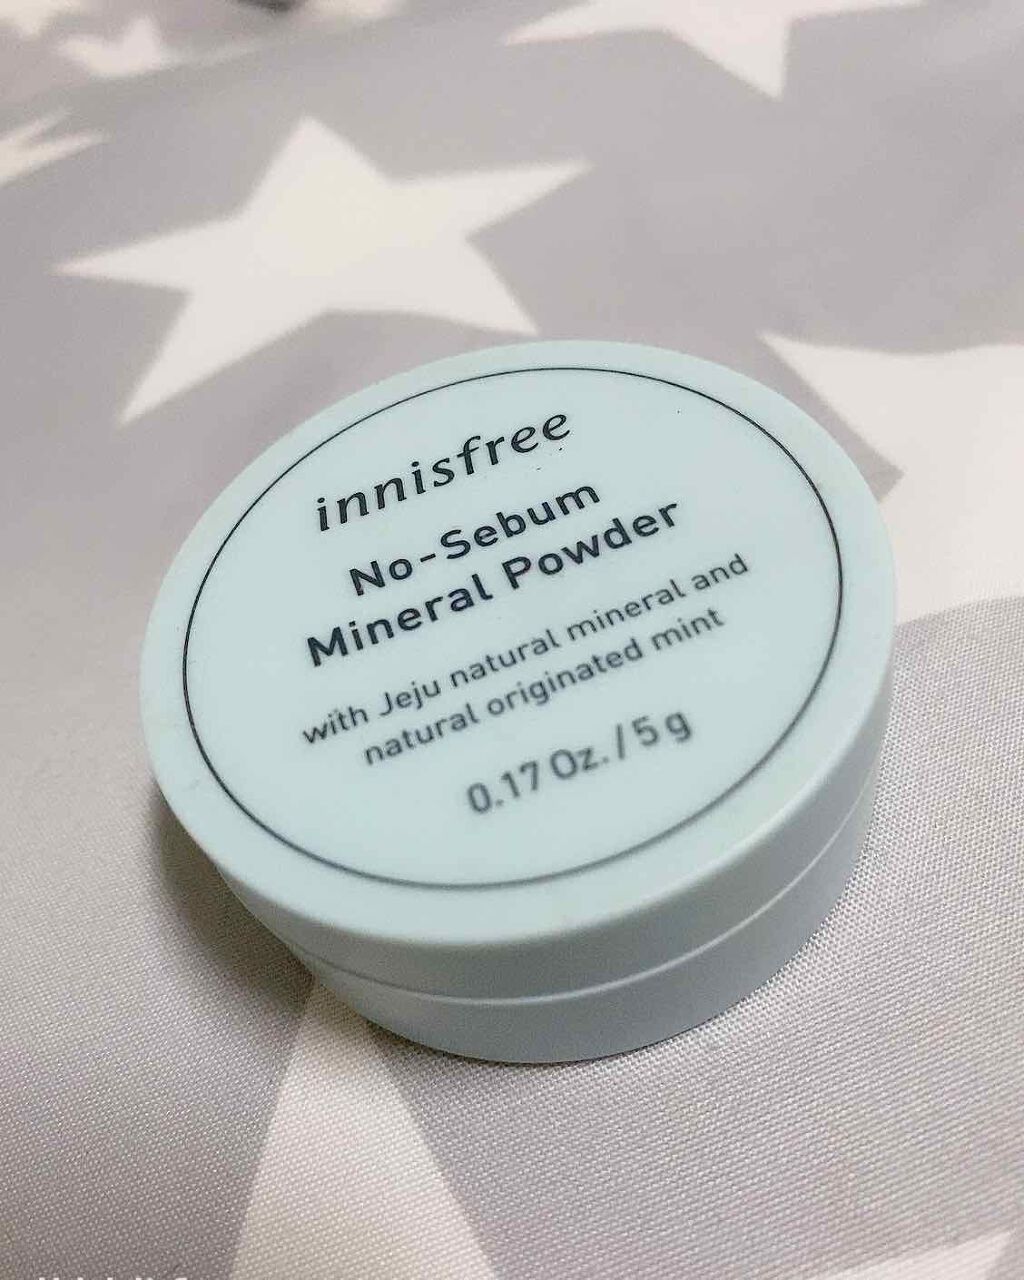 innisfree
No-Sebum
Mineral Powder
with Jeju natural mineral and
natural originated mint
0.17 Oz. / 5 g